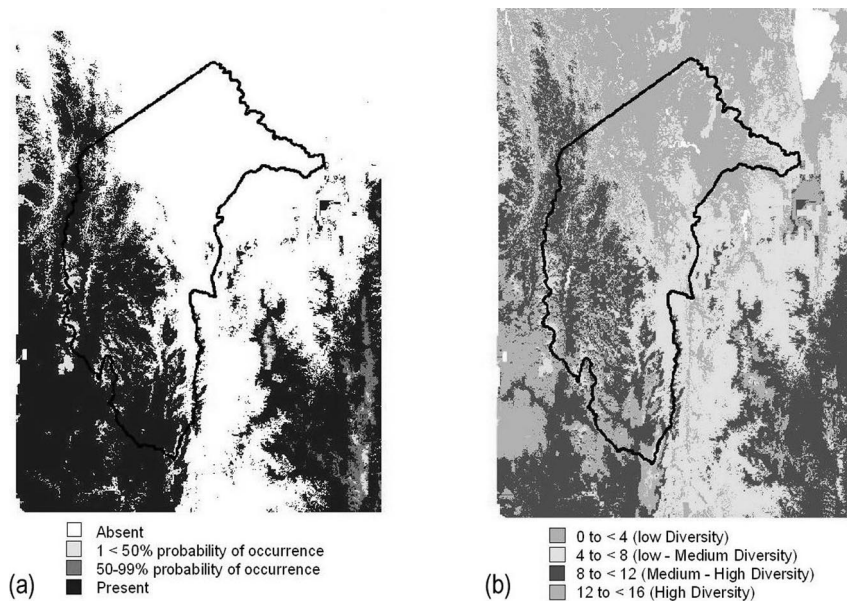 Absent
1 < 50% probability of occurrence
50-99% probability of occurrence
Present
(a)
0 to < 4 (low Diversity)
4 to < 8 (low - Medium Diversity)
8 to < 12 (Medium - High Diversity)
12 to < 16 (High Diversity)
(b)